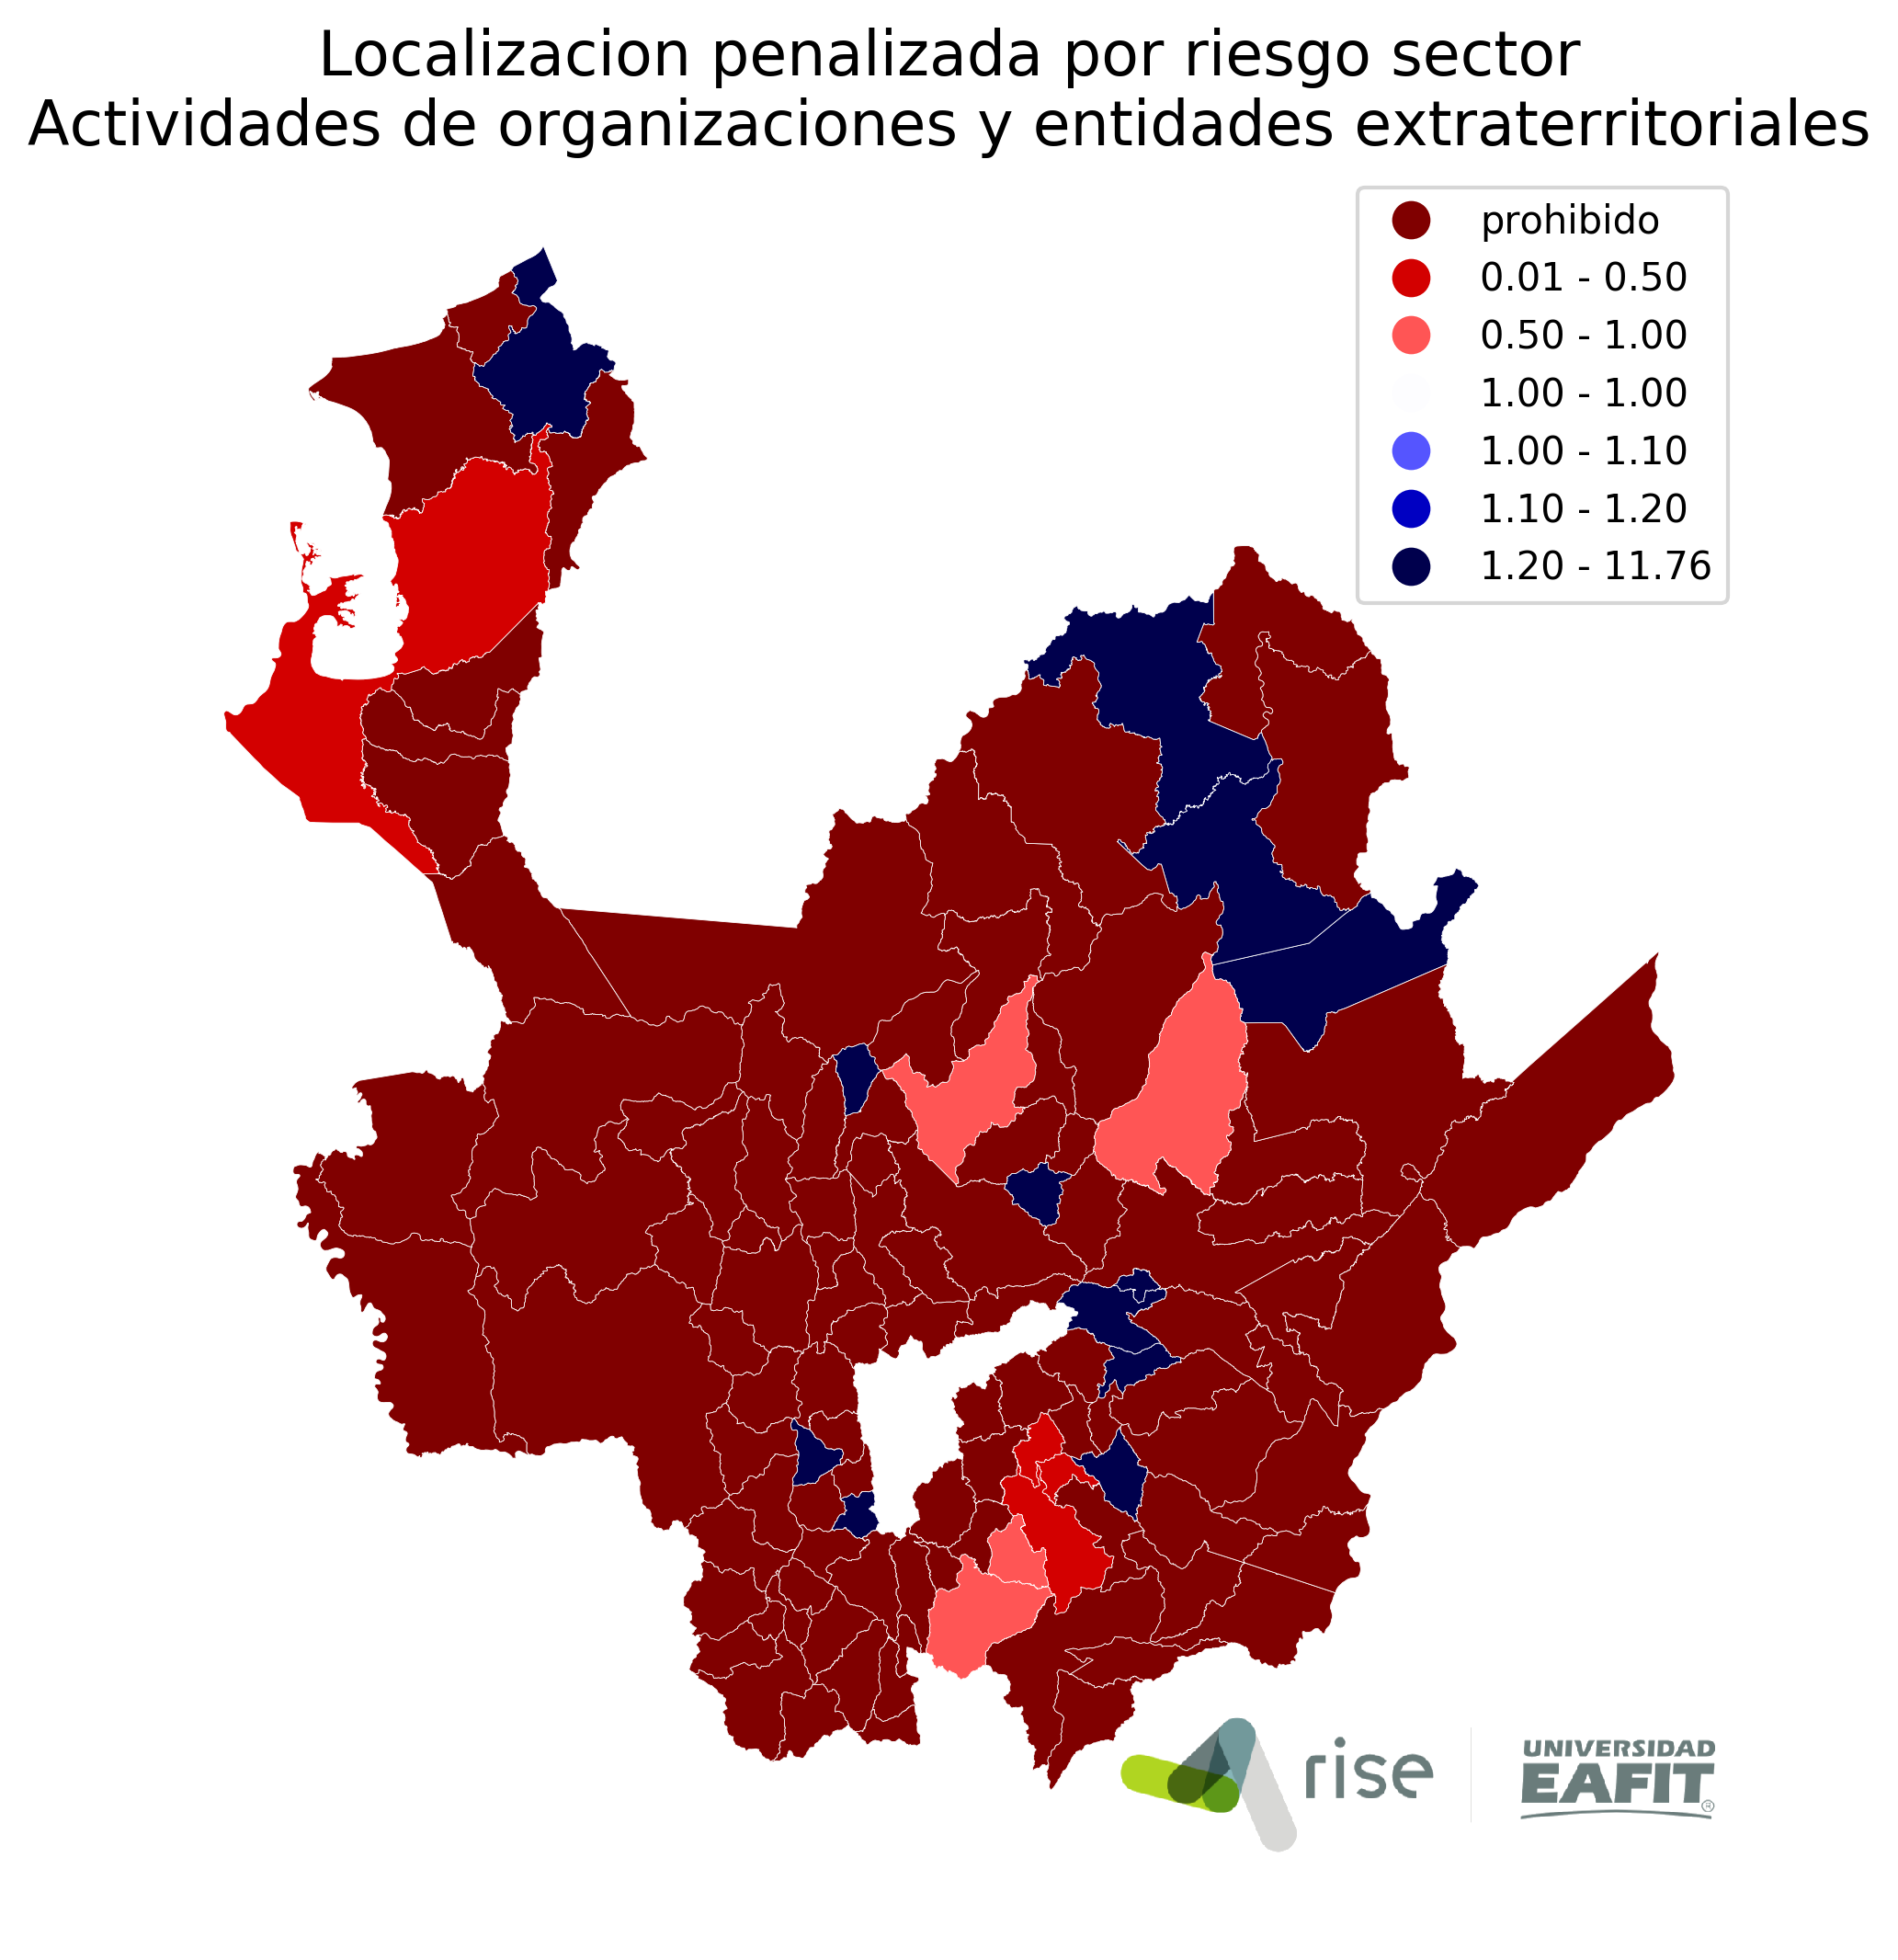 Localizacion penalizada por riesgo sector
Actividades de organizaciones y entidades extraterritoriales
prohibido
0.01 - 0.50
0.50 - 1.00
1.00 - 1.00
1.00 - 1.10
1.10 - 1.20
1.20 - 11.76
rise
UNIVERSIDAD
EAFIT®